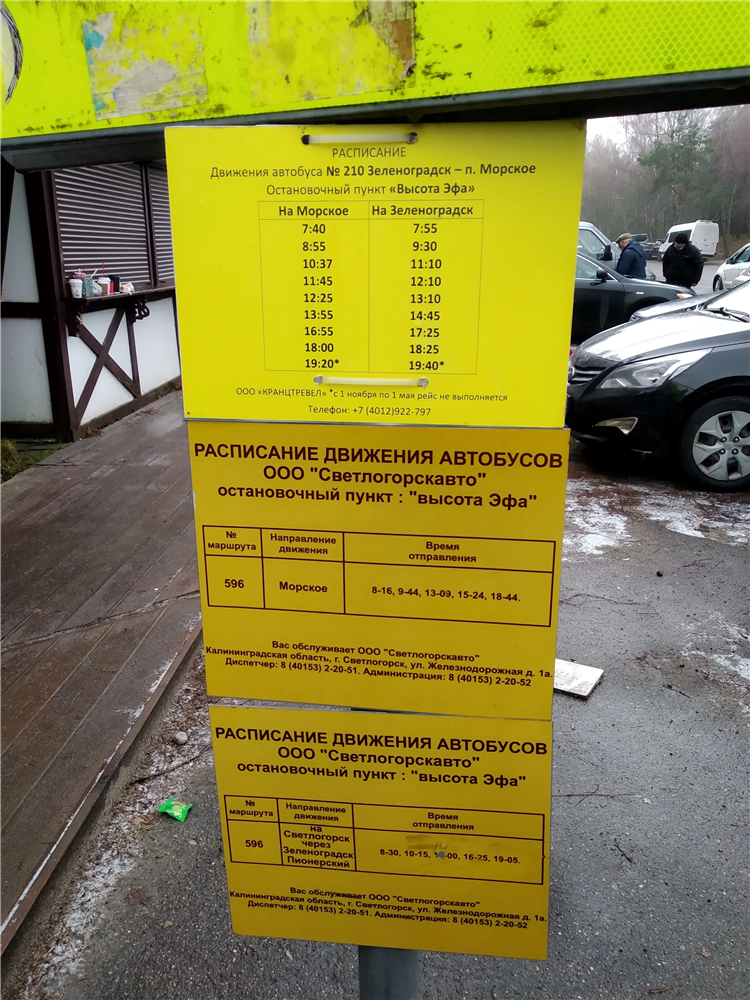 РАСПИСАНИЕ
Движения автобуса № 210 Зеленоградск – п. Морское
Остановочный пункт «Высота Эфа»
На Морское На Зеленоградск
7:40 7:55
8:55 9:30
10:37 11:10
11:45 12:10
12:25 13:10
13:55 14:45
16:55 17:25
18:00 18:25
19:20* 19:40*
ООО «КРАНЦТРЕВЕЛ» *с 1 ноября по 1 мая рейс не выполняется
Телефон: +7 (4012)922-797
РАСПИСАНИЕ ДВИЖЕНИЯ АВТОБУСОВ
ООО "Светлогорскавто"
остановочный пункт : "высота Эфа"
№ маршрута Направление движения Время отправления
596 Морское 8-16, 9-44, 13-09, 15-24, 18-44.
Вас обслуживает ООО "Светлогорскавто"
Калининградская область, г. Светлогорск, ул. Железнодорожная д. 1а.
Диспетчер: 8 (40153) 2-20-51. Администрация: 8 (40153) 2-20-52
РАСПИСАНИЕ ДВИЖЕНИЯ АВТОБУСОВ
ООО "Светлогорскавто"
остановочный пункт : "высота Эфа"
№ маршрута Направление движения Время отправления
на
Светлогорск
через
596 Зеленоградск 8-30, 10-15, 16-25, 19-05.
Пионерский
Вас обслуживает ООО "Светлогорскавто"
Калининградская область, г. Светлогорск, ул. Железнодорожная д. 1а.
Диспетчер: 8 (40153) 2-20-51. Администрация: 8 (40153) 2-20-52